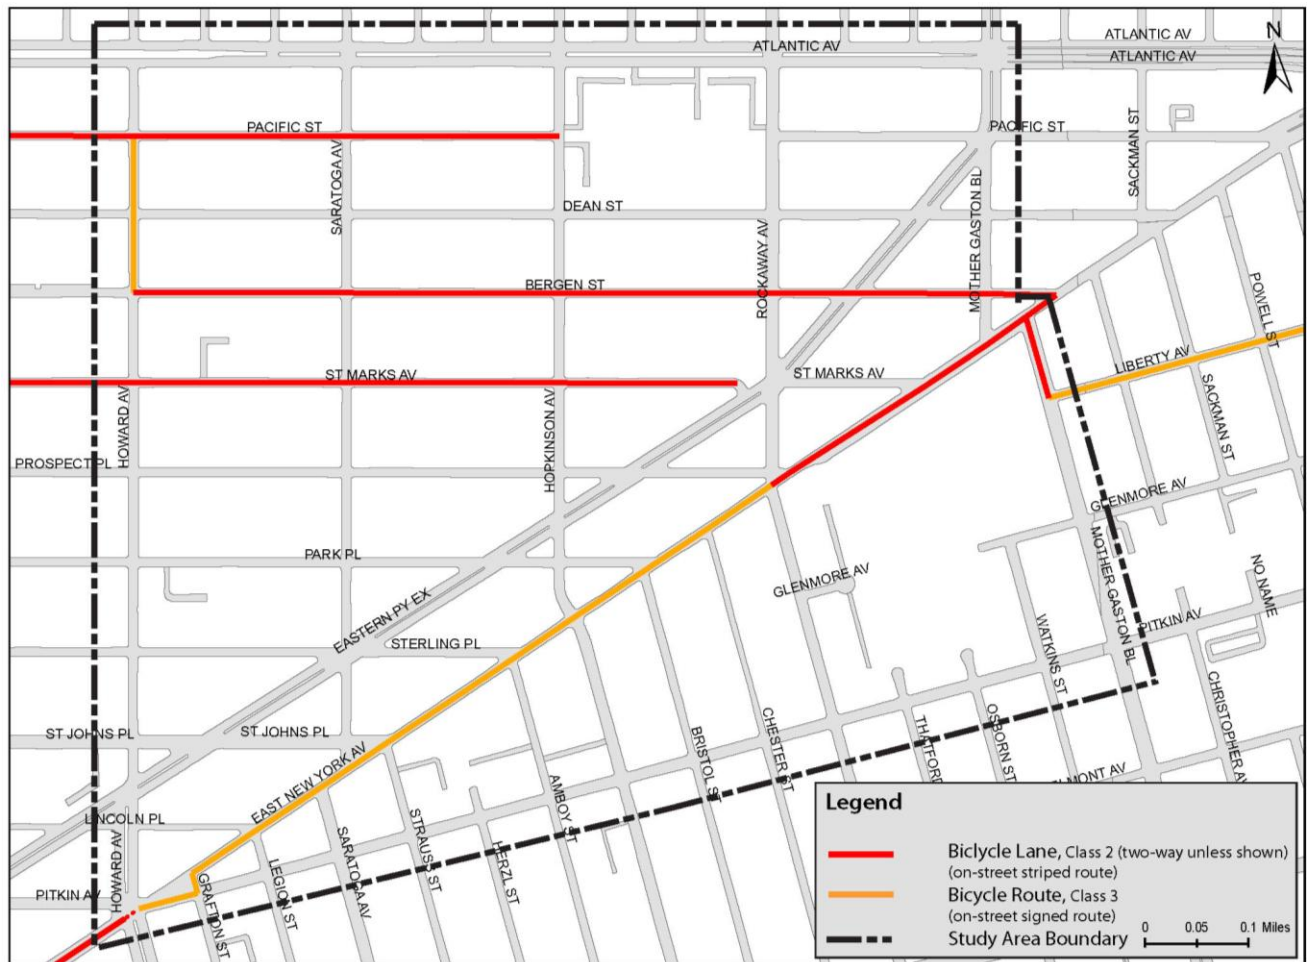 ATLANTIC AV
ATLANTIC AV
ATLANTIC AV
N
PACIFIC ST
PACIFIC ST
SARATOGA AV
SACKMAN ST
DEAN ST
MOTHER GASTON BL
ROCKAWAY AV
BERGEN ST
POWELL ST
ST MARKS AV
ST MARKS AV
LIBERTY AV
HOWARD AV
HOPKINSON AV
SACKMAN ST
PROSPECT PL
GLENMORE AV
PARK PL
GLENMORE AV
MOTHER GASTON BL
NO NAME
EASTERN PY EX
STERLING PL
WATKINS ST
PITKIN AV
ST JOHNS PL
ST JOHNS PL
CHRISTOPHER AV
CHESTER ST
OSBORN ST
THATFORD
BRISTOL ST
EAST NEW YORK AV
AMBOY ST
LINCOLN PL
HOWARD AV
PITKIN AV
GRAFTON ST
LEGION ST
SARATOGA AV
STRAUS ST
HERZL ST
Legend
Biclycle Lane, Class 2 (two-way unless shown)
(on-street striped route)
Bicycle Route, Class 3
(on-street signed route)
Study Area Boundary
0 0.05 0.1 Miles